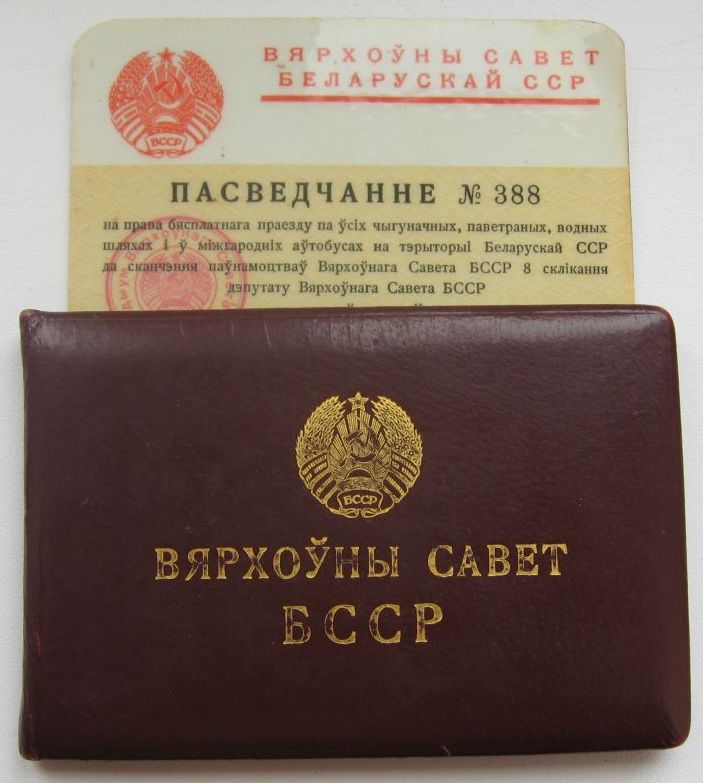 ВЯРХОЎНЫ САВЕТ
БЕЛАРУСКАЙ ССР
БССР
ПАСВЕДЧАННЕ № 388
на права бясплатнага праезду па ўсіх чыгуначных, паветраных, водных
шляхах і ў міжгародніх аўтобусах на тэрыторыі Беларускай ССР
да сканчэння паўнамоцтваў Вярхоўнага Савета БССР 8 склікання
дэпутату Вярхоўнага Савета БССР
БССР
ВЯРХОЎНЫ САВЕТ
БССР